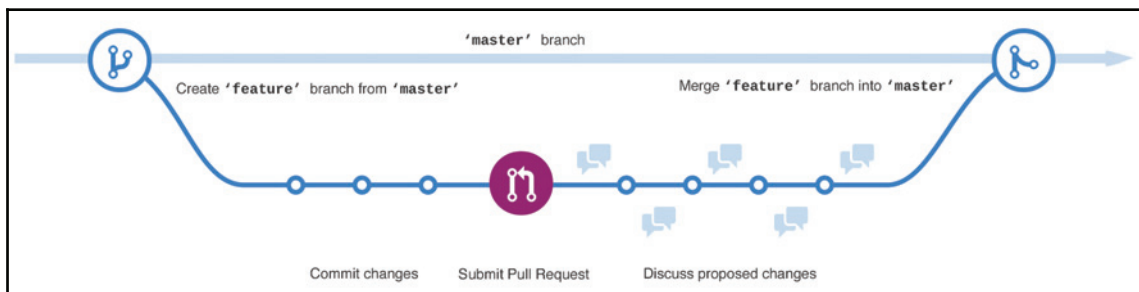 ‘master’ branch
Create ‘feature’ branch from ‘master’
Merge ‘feature’ branch into ‘master’
Commit changes
Submit Pull Request
Discuss proposed changes